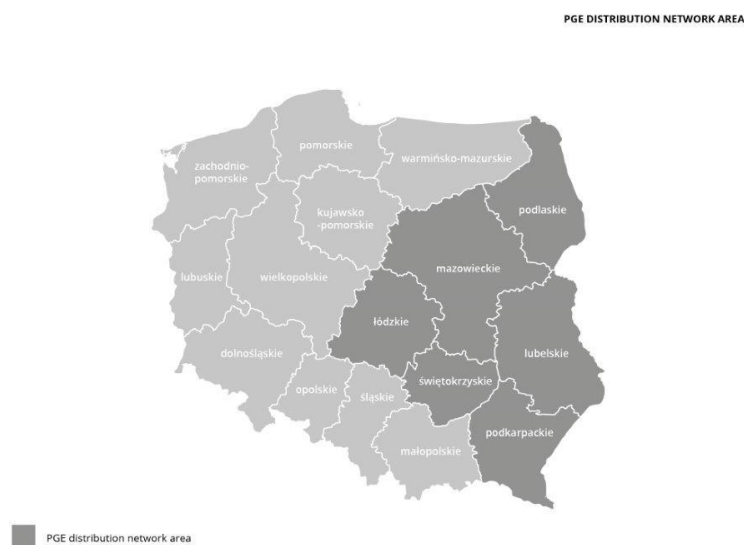 PGE DISTRIBUTION NETWORK AREA
pomorskie
warmińsko-mazurskie
zachodnio-
pomorskie
kujawsko
-pomorskie
podlaskie
lubuskie
wielkopolskie
mazowieckie
łódzkie
dolnośląskie
lubelskie
opolskie
śląskie
świętokrzyskie
podkarpackie
małopolskie
PGE distribution network area